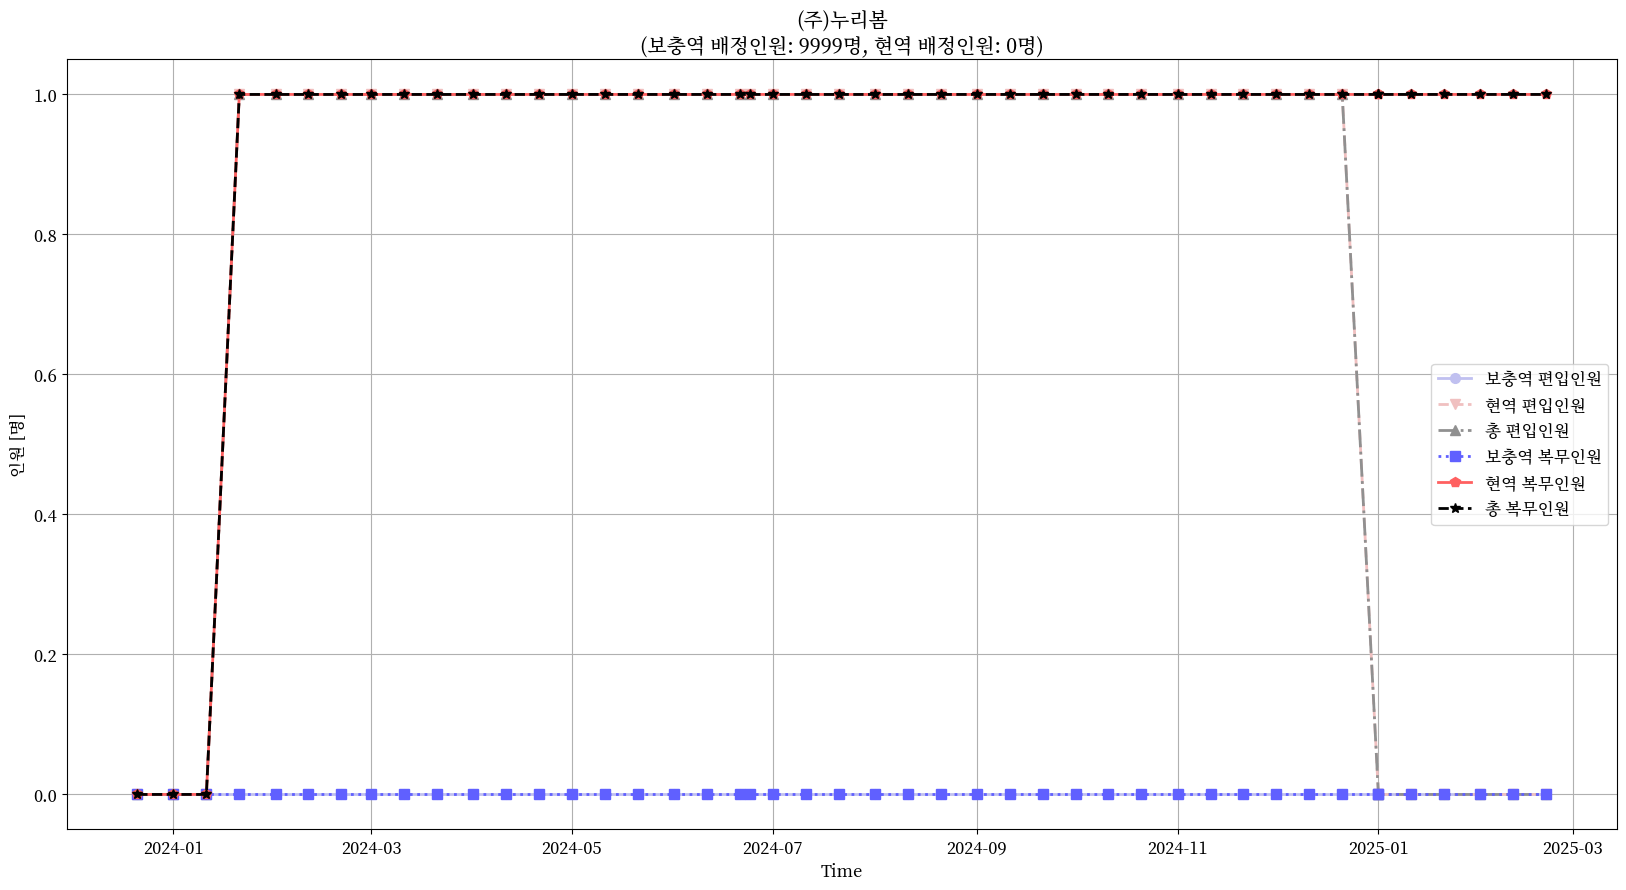 (주)누리봄
(보충역 배정인원: 9999명, 현역 배정인원: 0명)
인원 [명]
1.0
0.8
0.6
0.4
0.2
0.0
보충역 편입인원
현역 편입인원
총 편입인원
보충역 복무인원
현역 복무인원
총 복무인원
2024-01
2024-03
2024-05
2024-07
2024-09
2024-11
2025-01
2025-03
Time